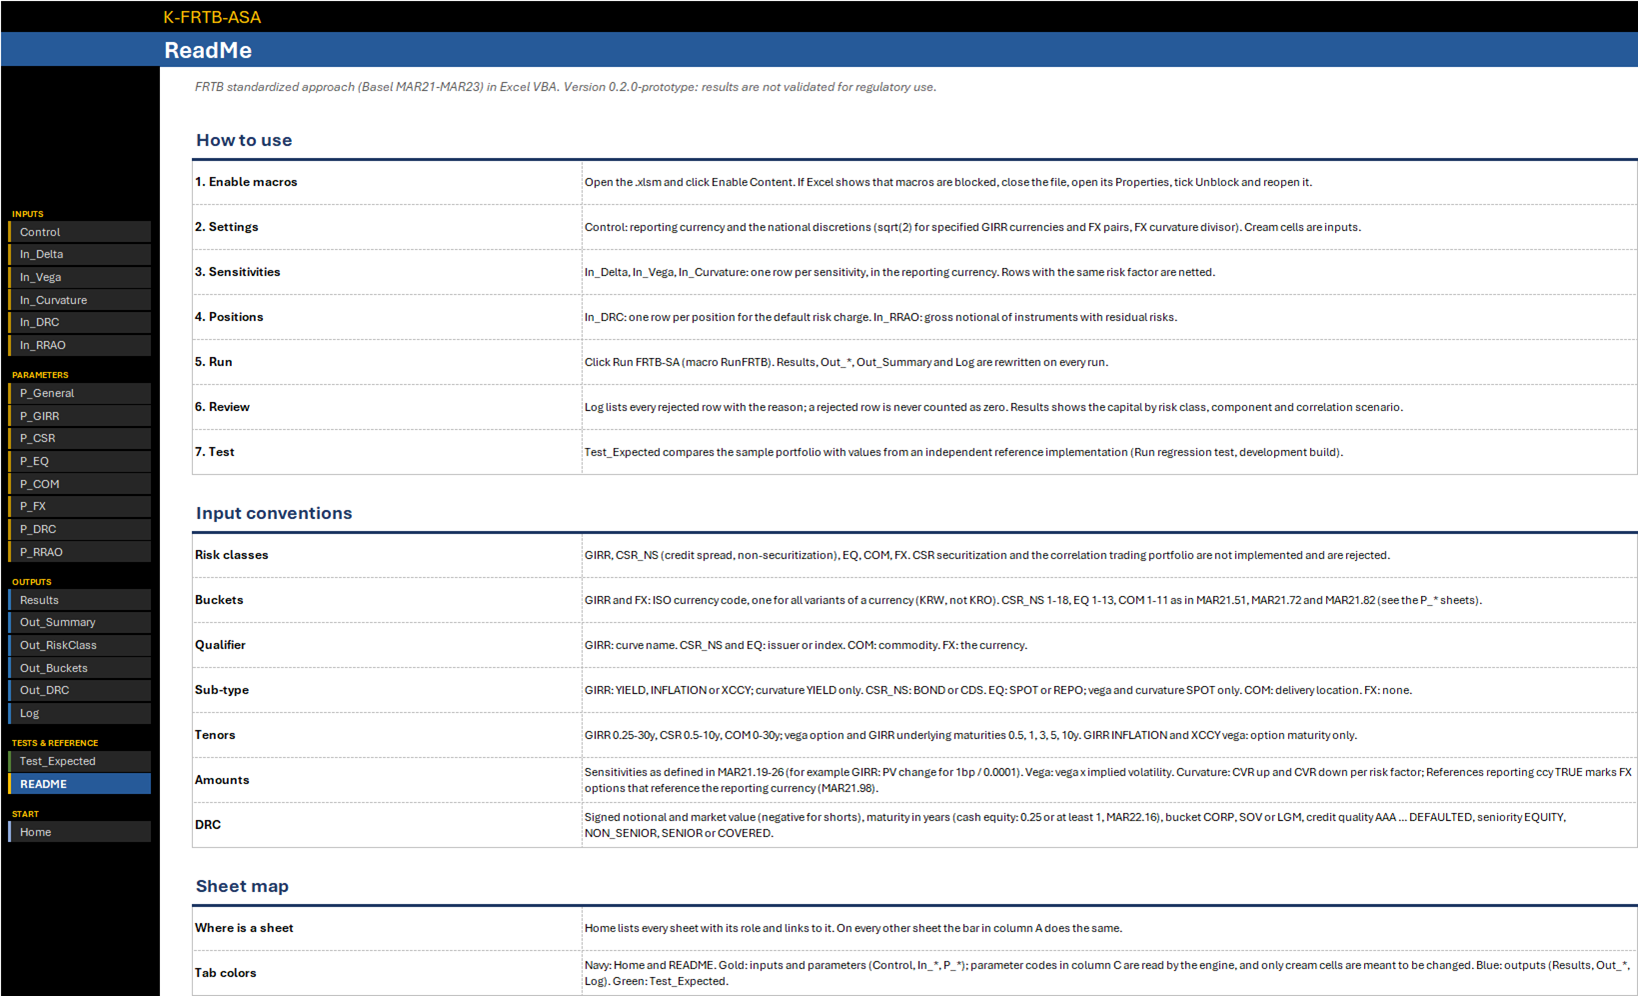 K-FRTB-ASA
ReadMe
FRTB standardized approach (Basel MAR21-MAR23) in Excel VBA. Version 0.2.0-prototype: results are not validated for regulatory use.
INPUTS
Control
In_Delta
In_Vega
In_Curvature
In_DRC
In_RRAO
PARAMETERS
P_General
P_GIRR
P_CSR
P_EQ
P_COM
P_FX
P_DRC
P_RRAO
OUTPUTS
Results
Out_Summary
Out_RiskClass
Out_Buckets
Out_DRC
Log
TESTS & REFERENCE
Test_Expected
README
START
Home
How to use
1. Enable macros
Open the .xlsm and click Enable Content. If Excel shows that macros are blocked, close the file, open its Properties, tick Unblock and reopen it.
2. Settings
Control: reporting currency and the national discretions (sqrt(2) for specified GIRR currencies and FX pairs, FX curvature divisor). Cream cells are inputs.
3. Sensitivities
In_Delta, In_Vega, In_Curvature: one row per sensitivity, in the reporting currency. Rows with the same risk factor are netted.
4. Positions
In_DRC: one row per position for the default risk charge. In_RRAO: gross notional of instruments with residual risks.
5. Run
Click Run FRTB-SA (macro RunFRTB). Results, Out_*, Out_Summary and Log are rewritten on every run.
6. Review
Log lists every rejected row with the reason; a rejected row is never counted as zero. Results shows the capital by risk class, component and correlation scenario.
7. Test
Test_Expected compares the sample portfolio with values from an independent reference implementation (Run regression test, development build).
Input conventions
Risk classes
GIRR, CSR_NS (credit spread, non-securitization), EQ, COM, FX. CSR securitization and the correlation trading portfolio are not implemented and are rejected.
Buckets
GIRR and FX: ISO currency code, one for all variants of a currency (KRW, not KRO). CSR_NS 1-18, EQ 1-13, COM 1-11 as in MAR21.51, MAR21.72 and MAR21.82 (see the P_* sheets).
Qualifier
GIRR: curve name. CSR_NS and EQ: issuer or index. COM: commodity. FX: the currency.
Sub-type
GIRR: YIELD, INFLATION or XCCY; curvature YIELD only. CSR_NS: BOND or CDS. EQ: SPOT or REPO; vega and curvature SPOT only. COM: delivery location. FX: none.
Tenors
GIRR 0.25-30y, CSR 0.5-10y, COM 0-30y; vega option and GIRR underlying maturities 0.5, 1, 3, 5, 10y. GIRR INFLATION and XCCY vega: option maturity only.
Amounts
Sensitivities as defined in MAR21.19-26 (for example GIRR: PV change for 1bp / 0.0001). Vega: vega x implied volatility. Curvature: CVR up and CVR down per risk factor; References reporting ccy TRUE marks FX
options that reference the reporting currency (MAR21.98).
DRC
Signed notional and market value (negative for shorts), maturity in years (cash equity: 0.25 or at least 1, MAR22.16), bucket CORP, SOV or LGM, credit quality AAA ... DEFAULTED, seniority EQUITY,
NON_SENIOR, SENIOR or COVERED.
Sheet map
Where is a sheet
Home lists every sheet with its role and links to it. On every other sheet the bar in column A does the same.
Tab colors
Navy: Home and README. Gold: inputs and parameters (Control, In_*, P_*); parameter codes in column C are read by the engine, and only cream cells are meant to be changed. Blue: outputs (Results, Out_*,
Log). Green: Test_Expected.